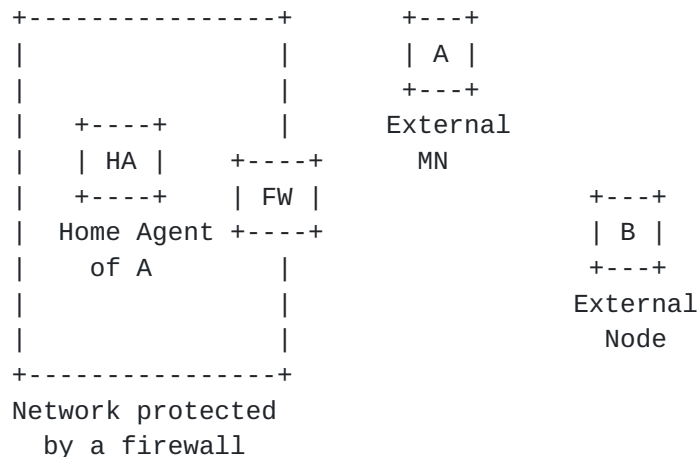 +----------------+       +---+
|                |       | A |
|                |       +---+
|   +----+       |      External
|   | HA |    +----+      MN
|   +----+    | FW |                 +---+
|  Home Agent +----+                 | B |
|    of A        |                   +---+
|                |                  External
|                |                    Node
+----------------+
Network protected
  by a firewall